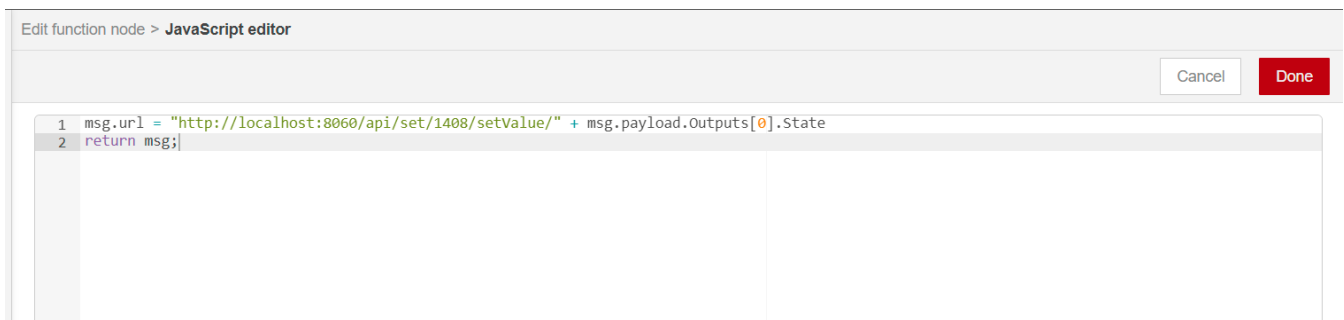 Edit function node > JavaScript editor
Cancel Done
1 msg.url = "http://localhost:8060/api/set/1408/setValue/" + msg.payload.Outputs[0].State
2 return msg;